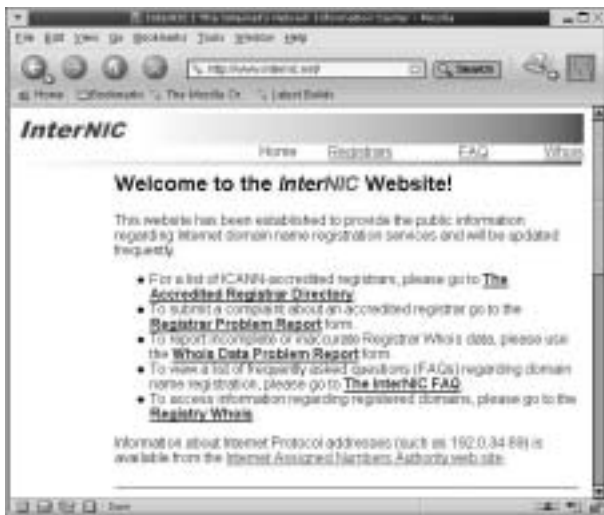 InterNIC | The Internet's Network Information Center - Mozilla
File Edit View Go Bookmarks Tools Window Help
http://www.internic.net/ Search
Home Bookmarks The Mozilla Or... Latest Builds
InterNIC
Home Registrars FAQ Whois
Welcome to the InterNIC Website!
This website has been established to provide the public information
regarding Internet domain name registration services and will be updated
frequently.
For a list of ICANN-accredited registrars, please go to The
Accredited Registrar Directory.
To submit a complaint about an accredited registrar go to the
Registrar Problem Report form.
To report incomplete or inaccurate Registrar Whois data, please use
the Whois Data Problem Report form.
To view a list of frequently asked questions (FAQs) regarding domain
name registration, please go to The InterNIC FAQ.
To access information regarding registered domains, please go to the
Registry Whois.
Information about Internet Protocol addresses (such as 192.0.34.69) is
available from the Internet Assigned Numbers Authority web site.
Done